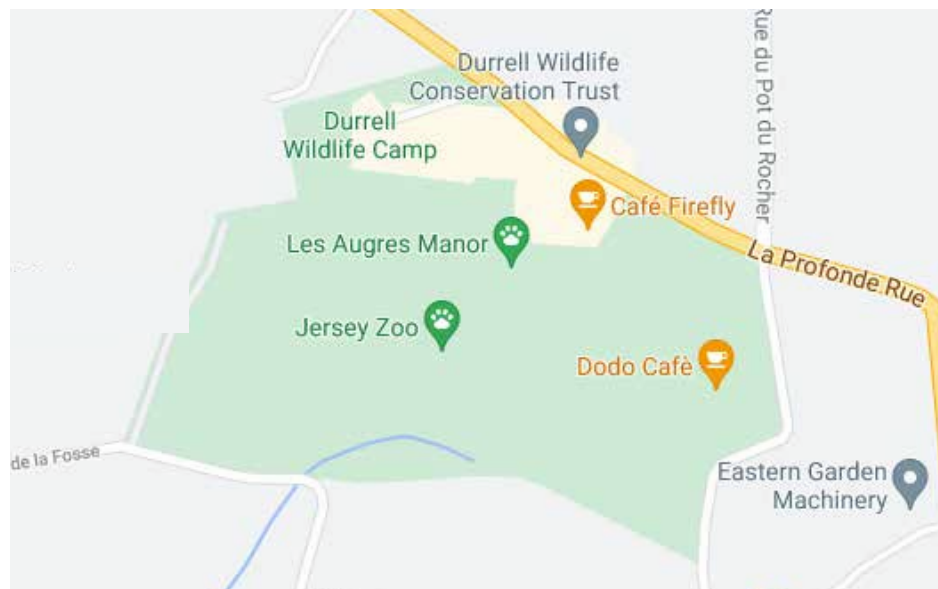 Durrell Wildlife
Conservation Trust
Durrell
Wildlife Camp
Rue du Pot du Rocher
Café Firefly
Les Augres Manor
La Profonde Rue
Jersey Zoo
Dodo Cafè
de la Fosse
Eastern Garden
Machinery